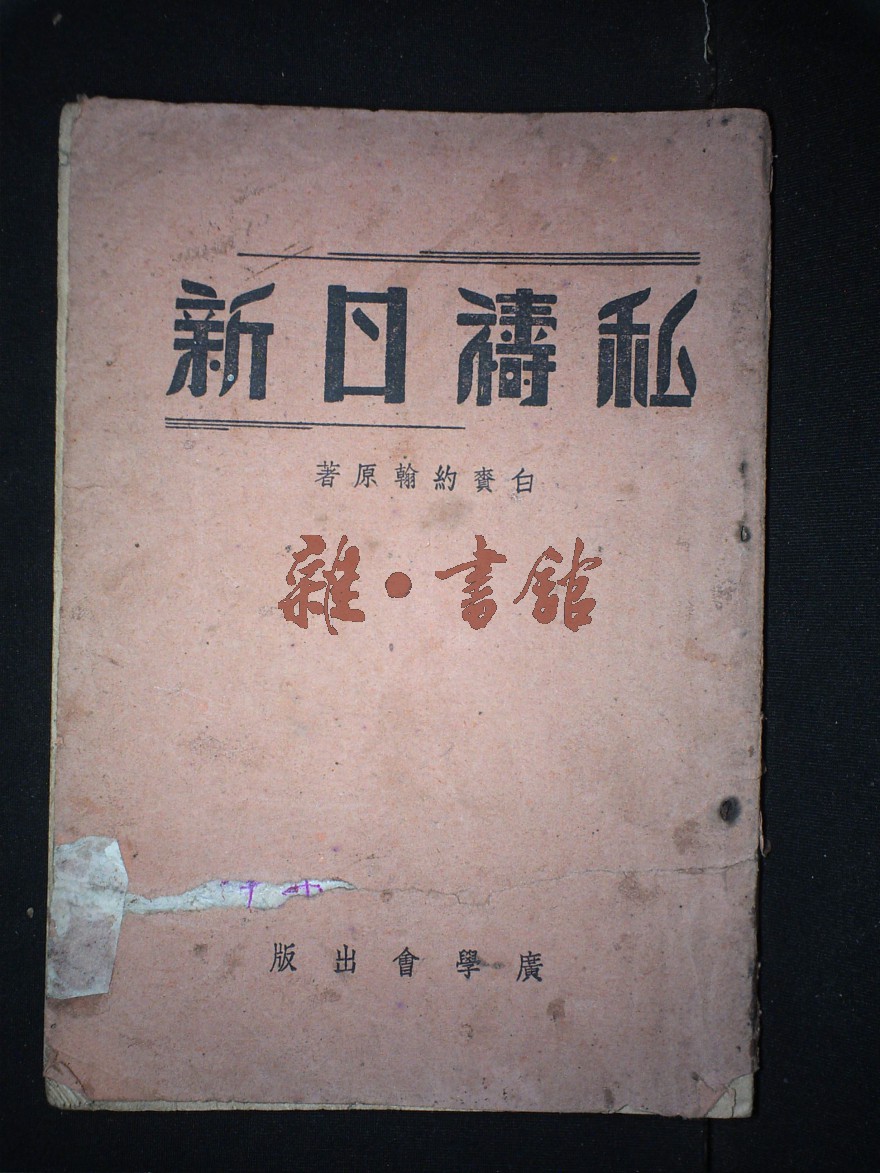 私禱日新
白賚約翰原著
雜·書館
廣學會出版